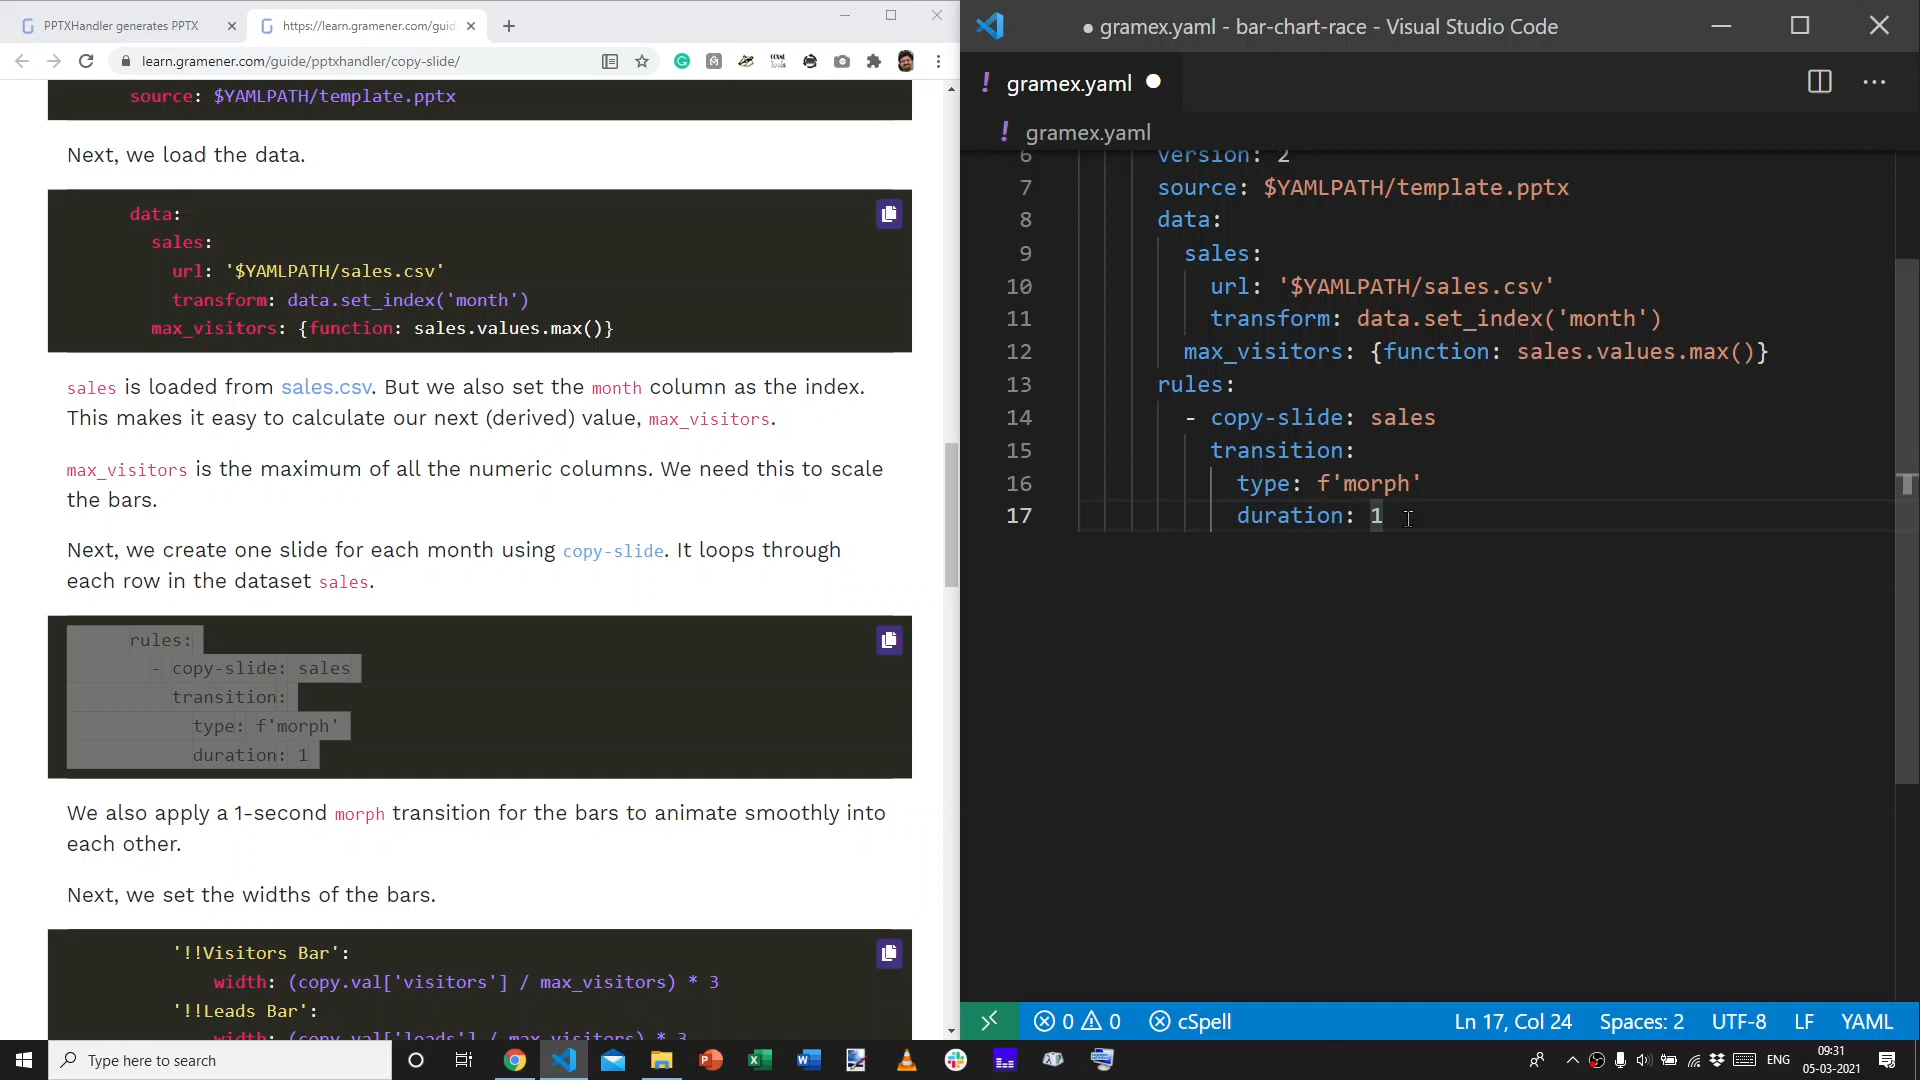 PPTXHandler generates PPTX
https://learn.gramener.com/guid
learn.gramener.com/guide/pptxhandler/copy-slide/
source: $YAMLPATH/template.pptx
Next, we load the data.
data:
sales:
url: '$YAMLPATH/sales.csv'
transform: data.set_index('month')
max_visitors: {function: sales.values.max()}
sales is loaded from sales.csv. But we also set the month column as the index.
This makes it easy to calculate our next (derived) value, max_visitors.
max_visitors is the maximum of all the numeric columns. We need this to scale
the bars.
Next, we create one slide for each month using copy-slide. It loops through
each row in the dataset sales.
rules:
- copy-slide: sales
transition:
type: f'morph'
duration: 1
We also apply a 1-second morph transition for the bars to animate smoothly into
each other.
Next, we set the widths of the bars.
'!!Visitors Bar':
width: (copy.val['visitors'] / max_visitors) * 3
'!!Leads Bar':
width: (copy.val['leads'] / max_visitors) * 3
● gramex.yaml - bar-chart-race - Visual Studio Code
! gramex.yaml ●
! gramex.yaml
6 version: 2
7 source: $YAMLPATH/template.pptx
8 data:
9 sales:
10 url: '$YAMLPATH/sales.csv'
11 transform: data.set_index('month')
12 max_visitors: {function: sales.values.max()}
13 rules:
14 - copy-slide: sales
15 transition:
16 type: f'morph'
17 duration: 1
0 0 cSpell Ln 17, Col 24 Spaces: 2 UTF-8 LF YAML
Type here to search
ENG
09:31
05-03-2021